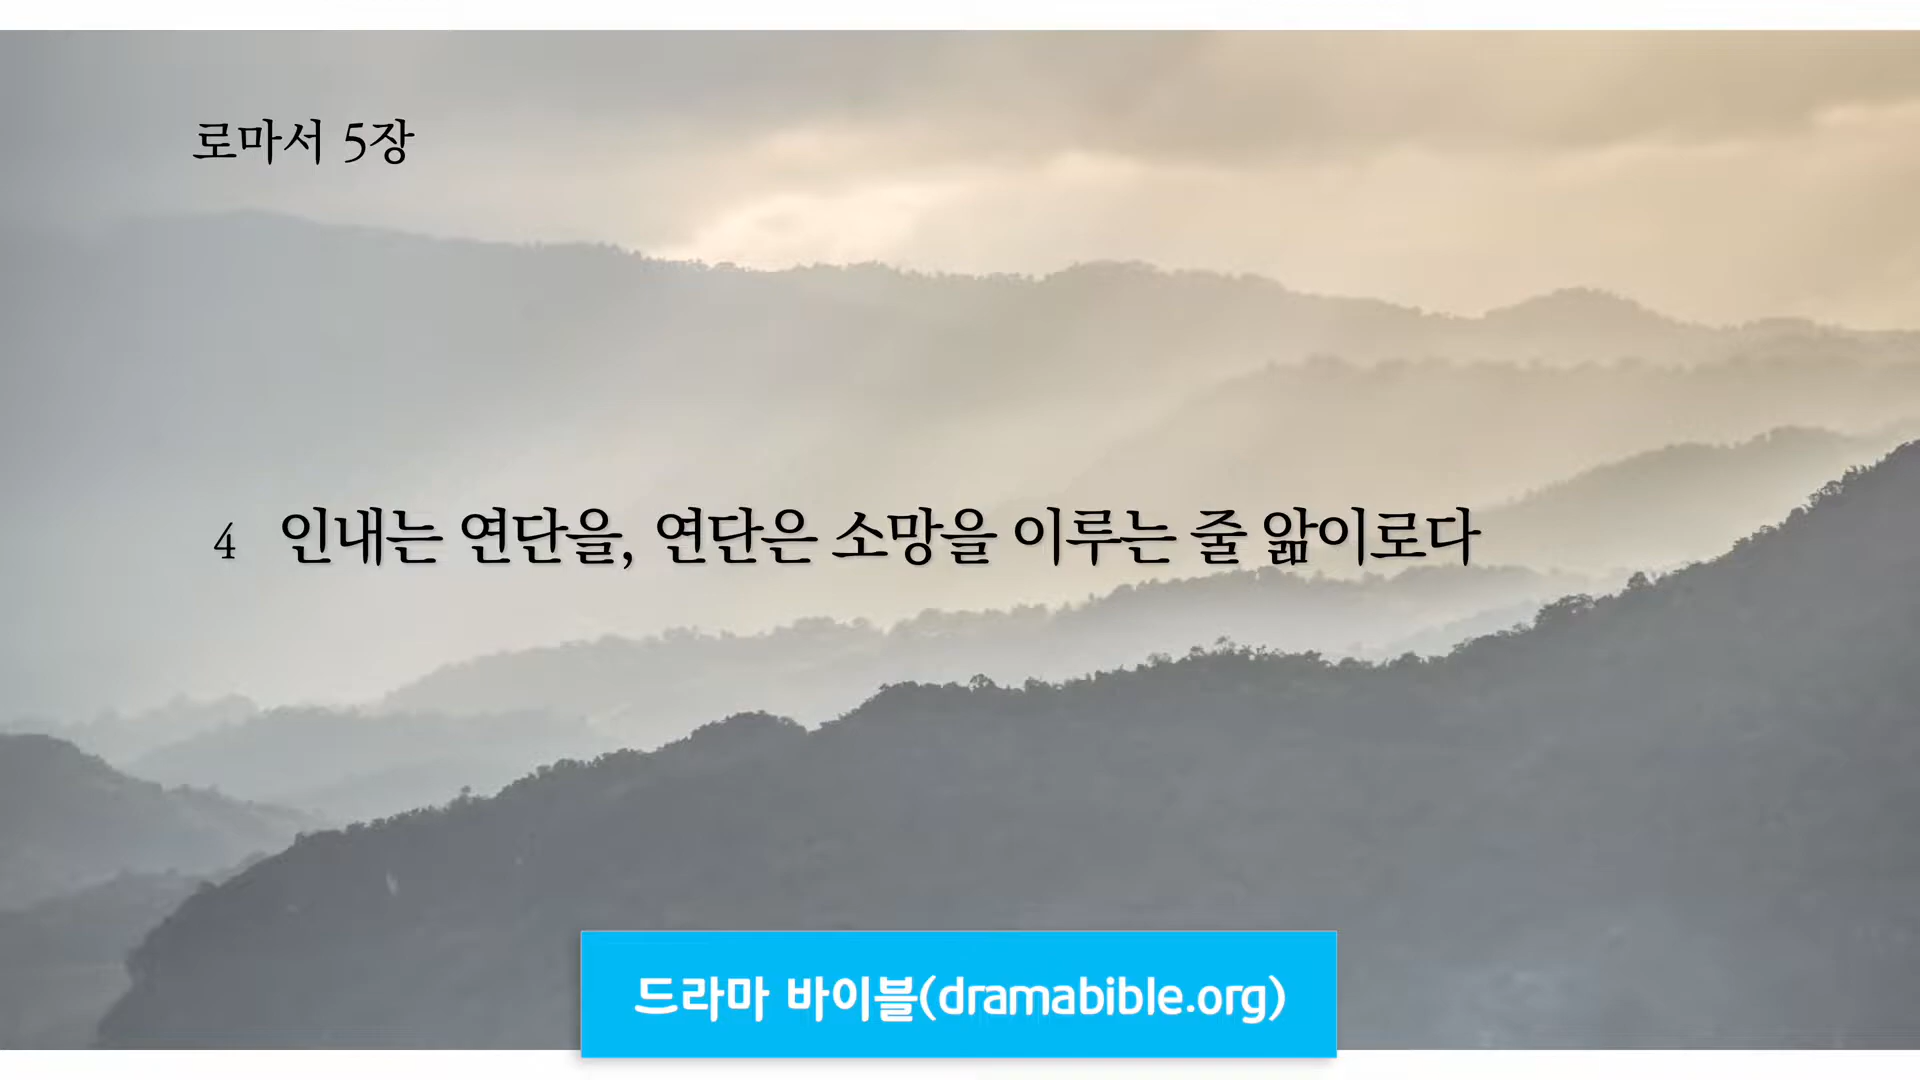 로마서 5장
4 인내는 연단을, 연단은 소망을 이루는 줄 앎이로다
드라마 바이블(dramabible.org)